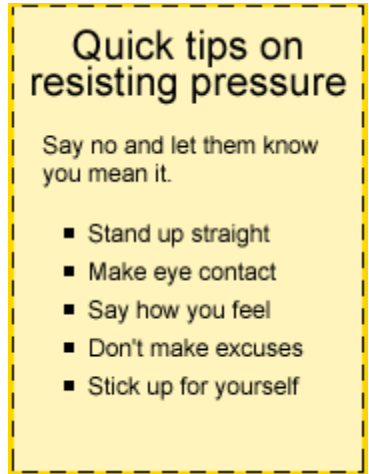 Quick tips on
resisting pressure
Say no and let them know
you mean it.
Stand up straight
Make eye contact
Say how you feel
Don't make excuses
Stick up for yourself